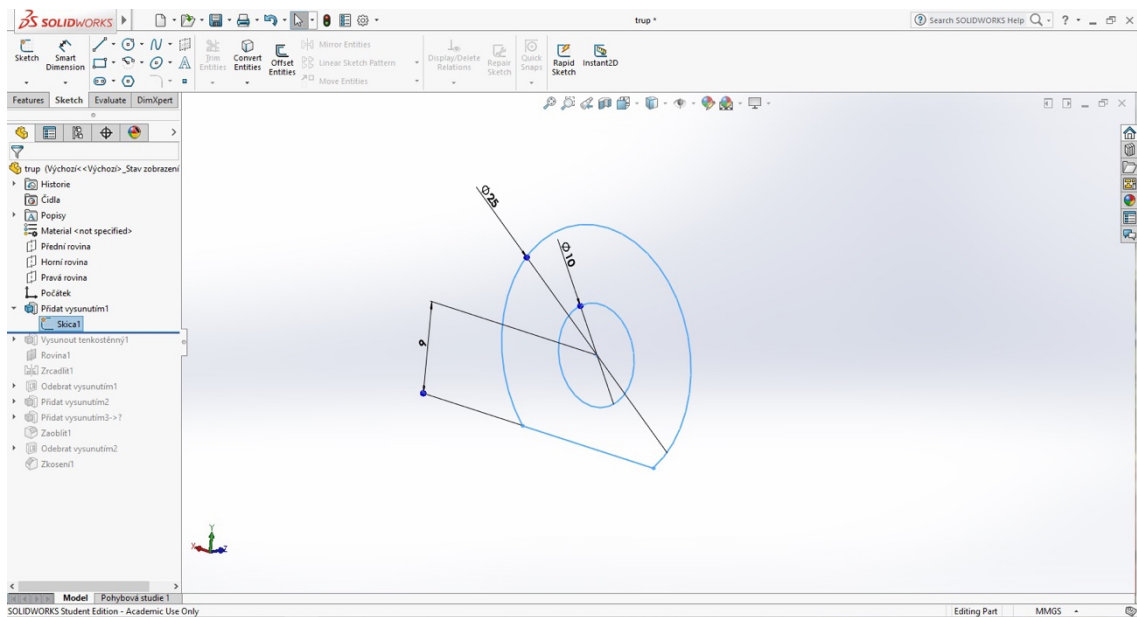 SOLIDWORKS
trup *
Search SOLIDWORKS Help
Sketch
Smart Dimension
Trim Entities
Convert Entities
Offset Entities
Mirror Entities
Linear Sketch Pattern
Move Entities
Display/Delete Relations
Repair Sketch
Quick Snaps
Rapid Sketch
Instant2D
Features
Sketch
Evaluate
DimXpert
trup (Výchozí<<Výchozí>_Stav zobrazení
Historie
Čidla
Popisy
Material <not specified>
Přední rovina
Horní rovina
Pravá rovina
Počátek
Přidat vysunutím1
Skica1
Vysunout tenkostěnný1
Rovina1
Zrcadlit1
Odebrat vysunutím1
Přidat vysunutím2
Přidat vysunutím3->?
Zaoblit1
Odebrat vysunutím2
Zkosení1
Ø25
Ø10
9
Y
X
Z
Model
Pohybová studie 1
SOLIDWORKS Student Edition - Academic Use Only
Editing Part
MMGS